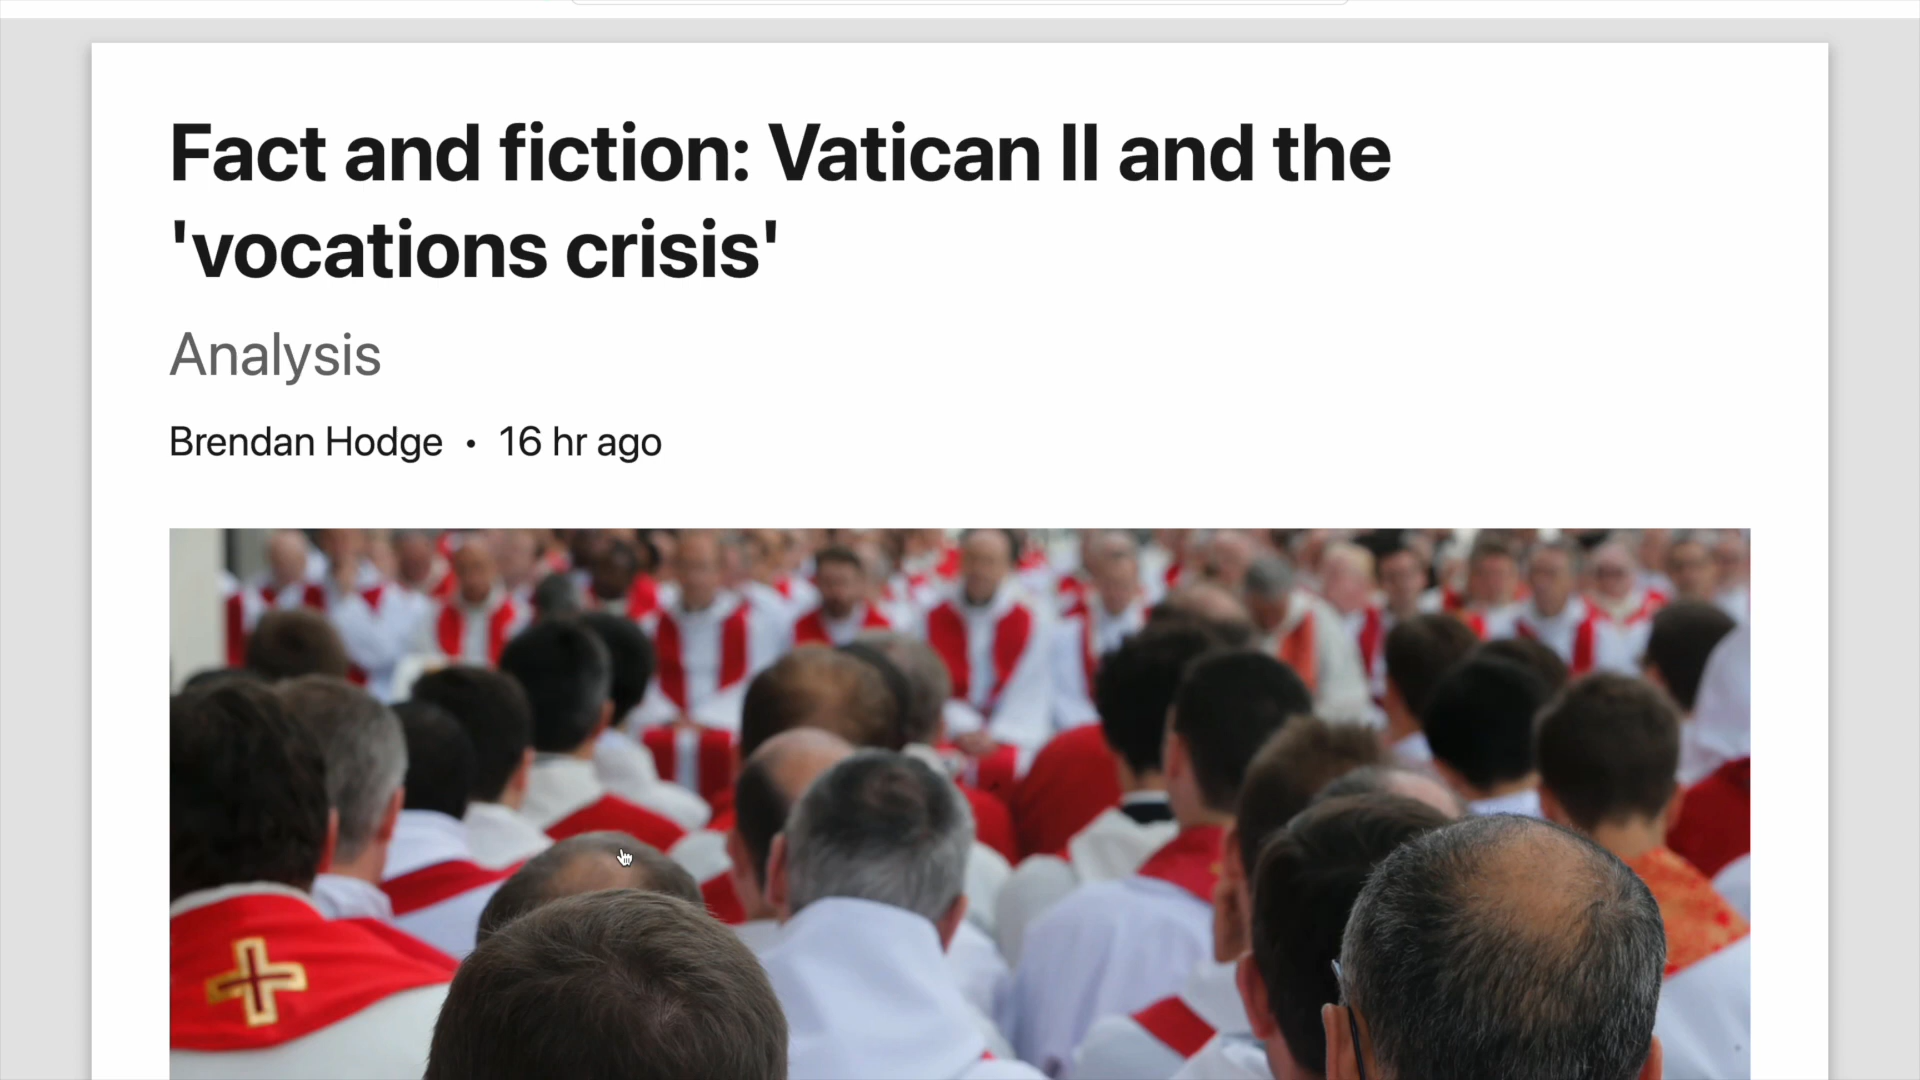 Fact and fiction: Vatican II and the
'vocations crisis'
Analysis
Brendan Hodge • 16 hr ago